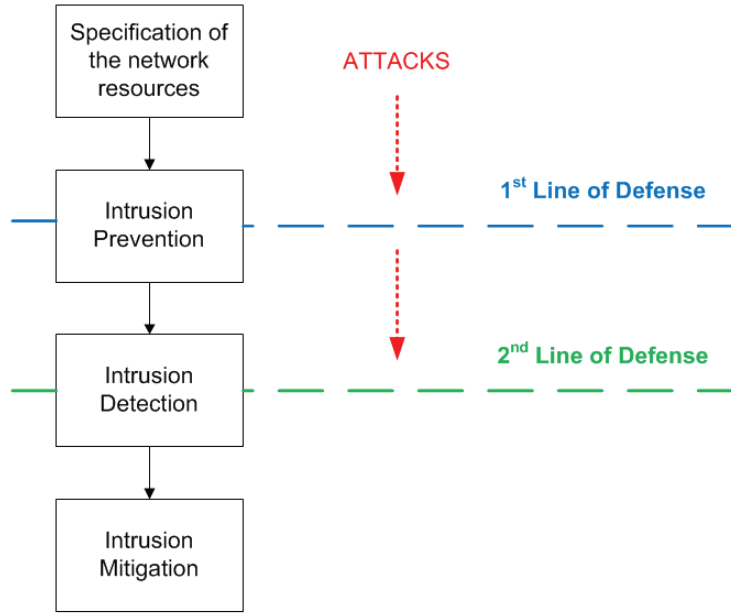 Specification of
the network
resources
ATTACKS
1st Line of Defense
Intrusion
Prevention
2nd Line of Defense
Intrusion
Detection
Intrusion
Mitigation